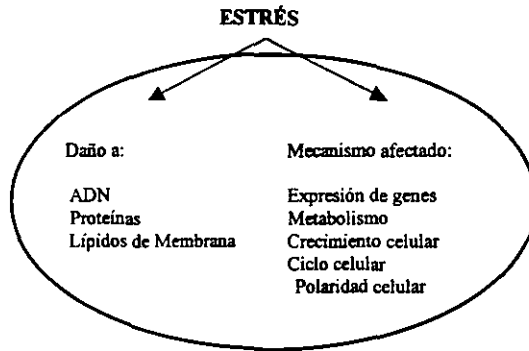 ESTRÉS
Daño a:
ADN
Proteínas
Lípidos de Membrana
Mecanismo afectado:
Expresión de genes
Metabolismo
Crecimiento celular
Ciclo celular
Polaridad celular